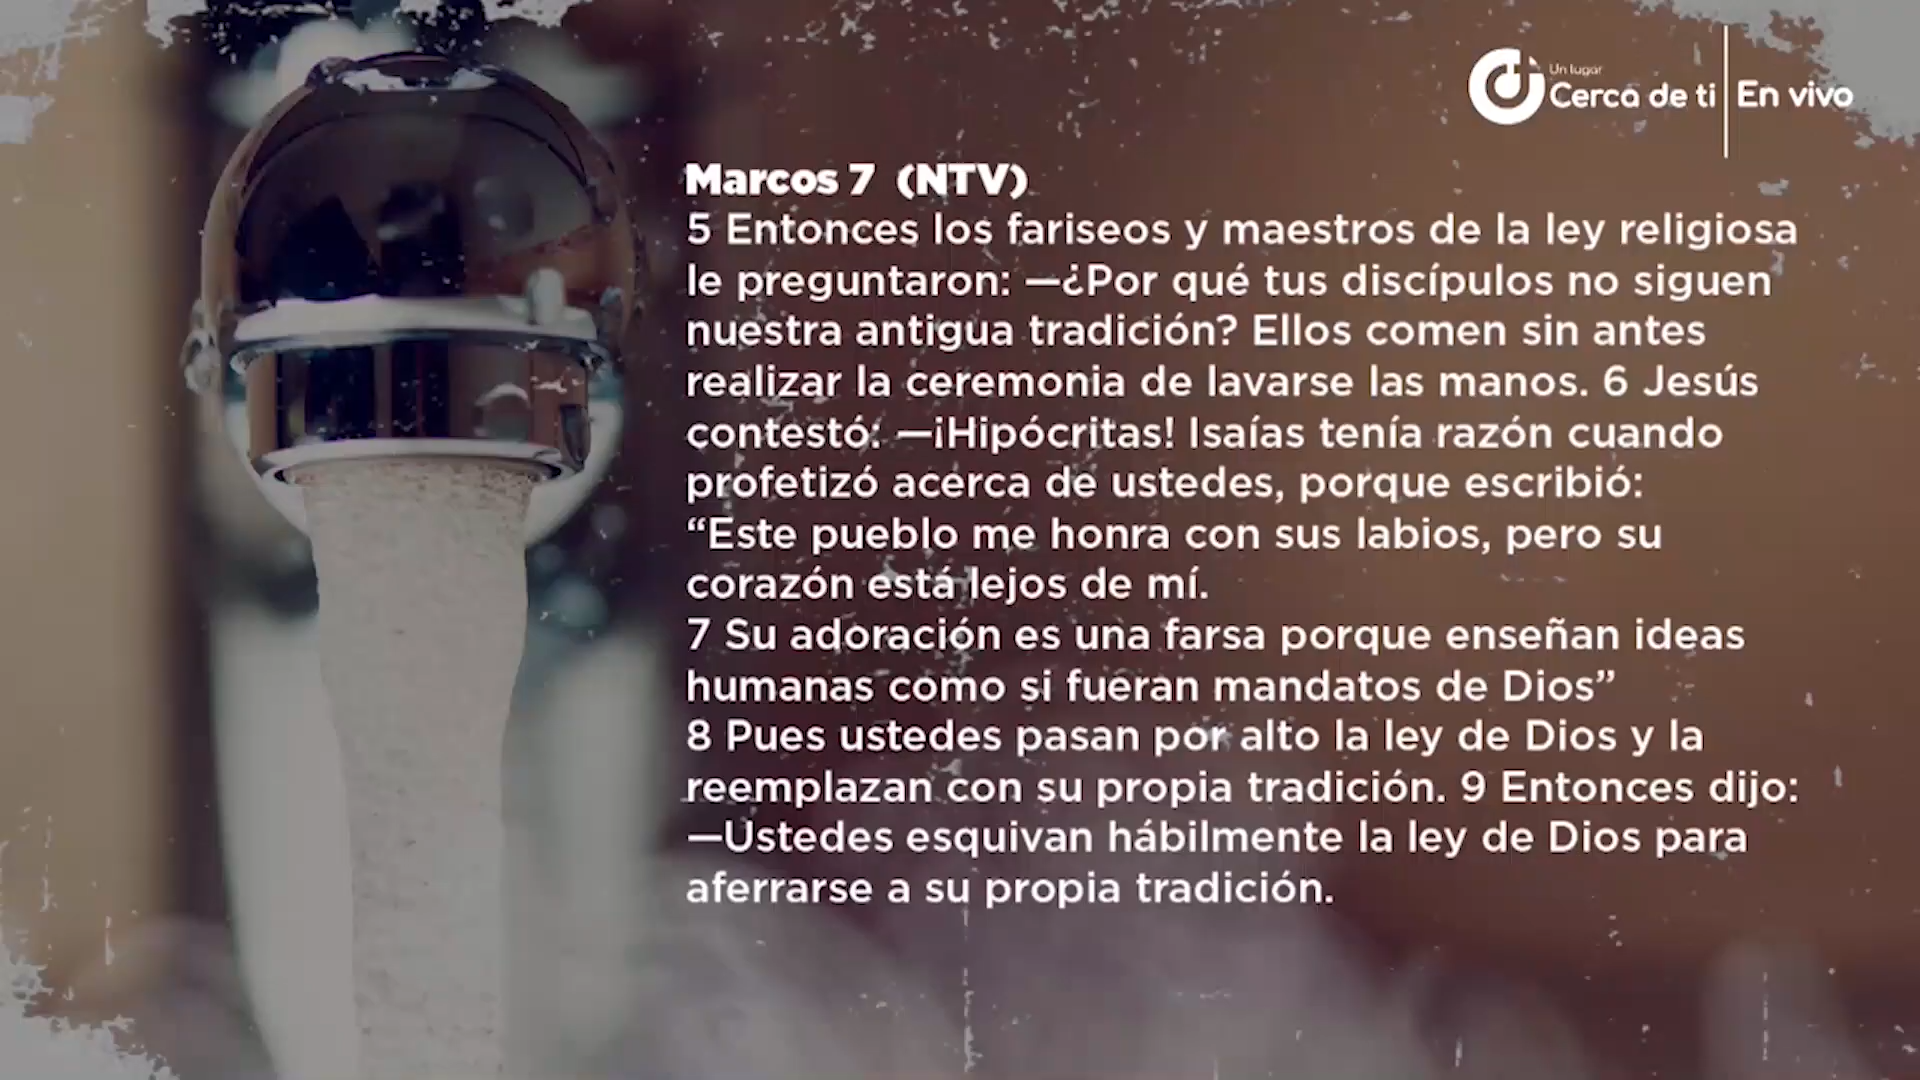 Un lugar
Cerca de ti | En vivo
Marcos 7 (NTV)
5 Entonces los fariseos y maestros de la ley religiosa
le preguntaron: —¿Por qué tus discípulos no siguen
nuestra antigua tradición? Ellos comen sin antes
realizar la ceremonia de lavarse las manos. 6 Jesús
contestó: —¡Hipócritas! Isaías tenía razón cuando
profetizó acerca de ustedes, porque escribió:
“Este pueblo me honra con sus labios, pero su
corazón está lejos de mí.
7 Su adoración es una farsa porque enseñan ideas
humanas como si fueran mandatos de Dios”
8 Pues ustedes pasan por alto la ley de Dios y la
reemplazan con su propia tradición. 9 Entonces dijo:
—Ustedes esquivan hábilmente la ley de Dios para
aferrarse a su propia tradición.